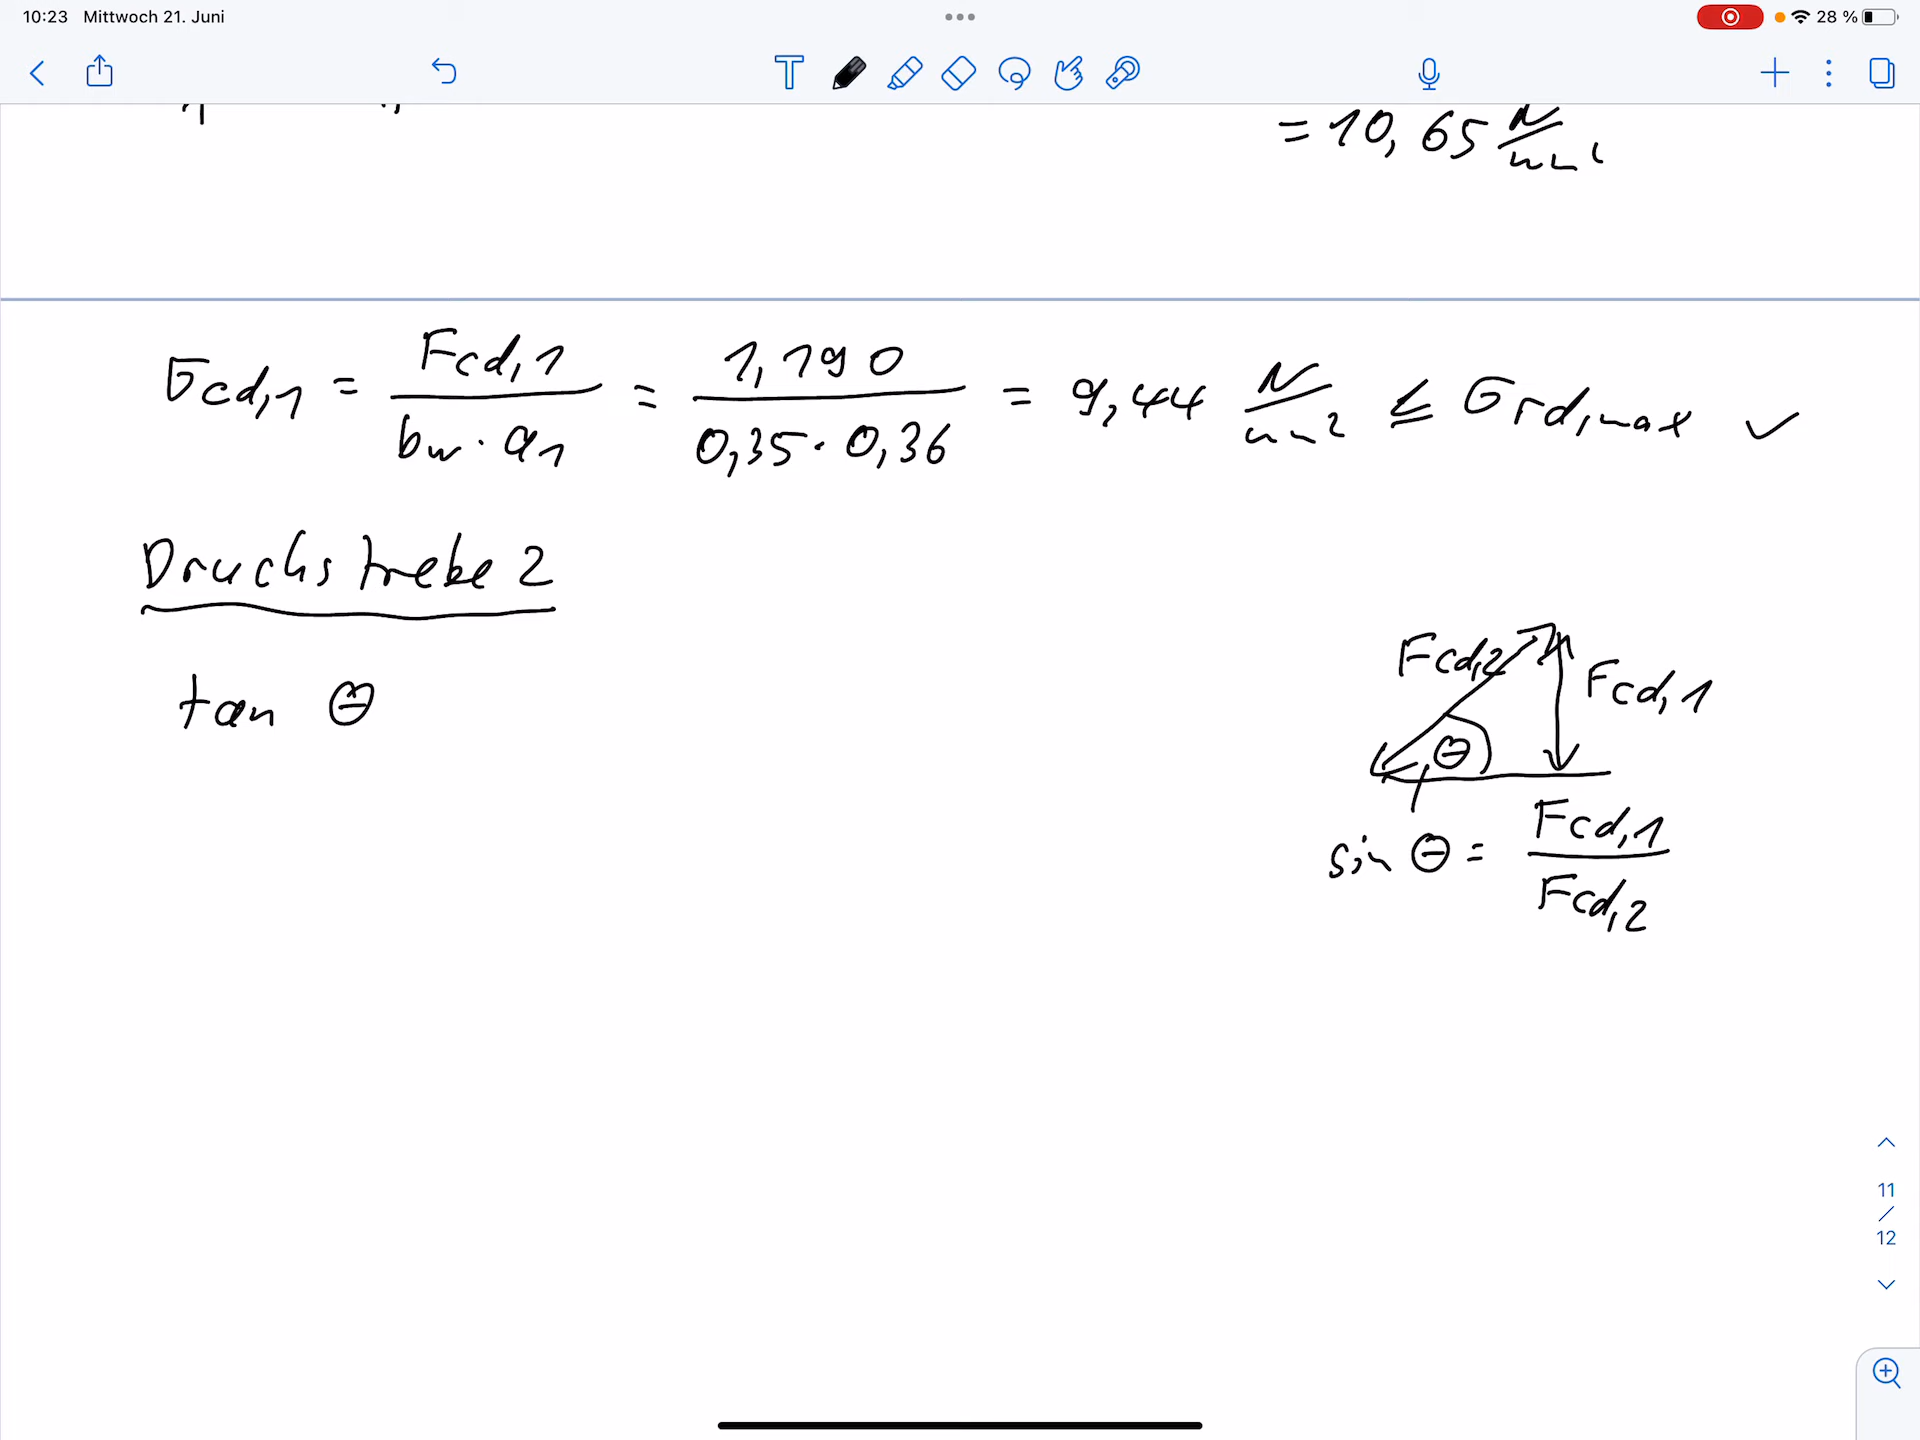 10:23 Mittwoch 21. Juni 28 %
= 10,65 N/mm²
σcd,1 = Fcd,1 / bw · a1 = 1,190 / 0,35 · 0,36 = 9,44 N/mm² ≤ σrd,max ✓
Druckstrebe 2
Fcd,2 Fcd,1
tan Θ
Θ
sin Θ = Fcd,1 / Fcd,2
11
/
12